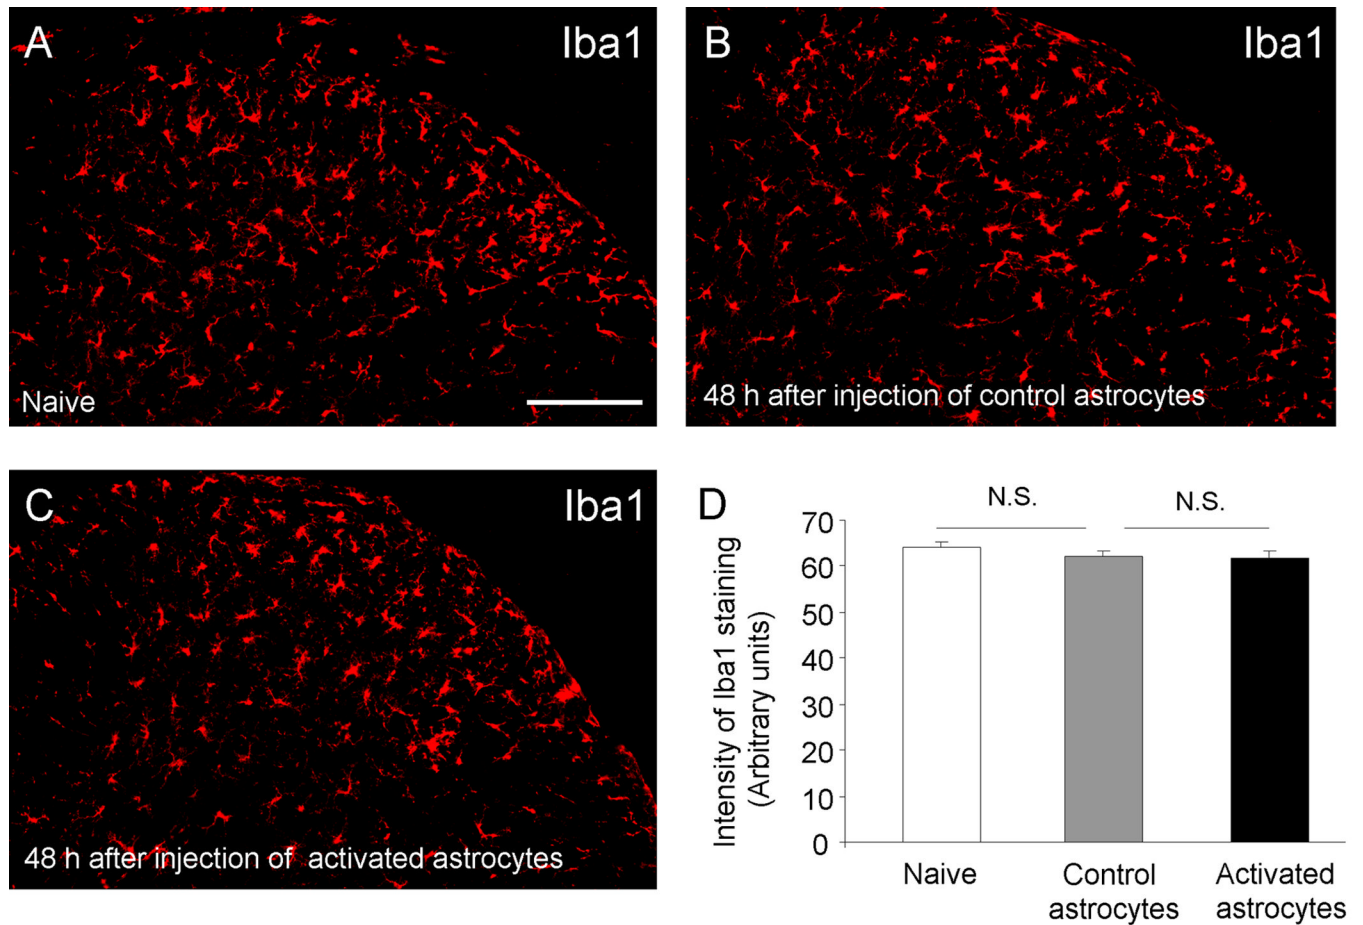 A
Iba1
Naive
B
Iba1
48 h after injection of control astrocytes
C
Iba1
48 h after injection of  activated astrocytes
D
N.S.
N.S.
Intensity of Iba1 staining
(Arbitrary units)
70
60
50
40
30
20
10
0
Naive
Control
astrocytes
Activated
astrocytes